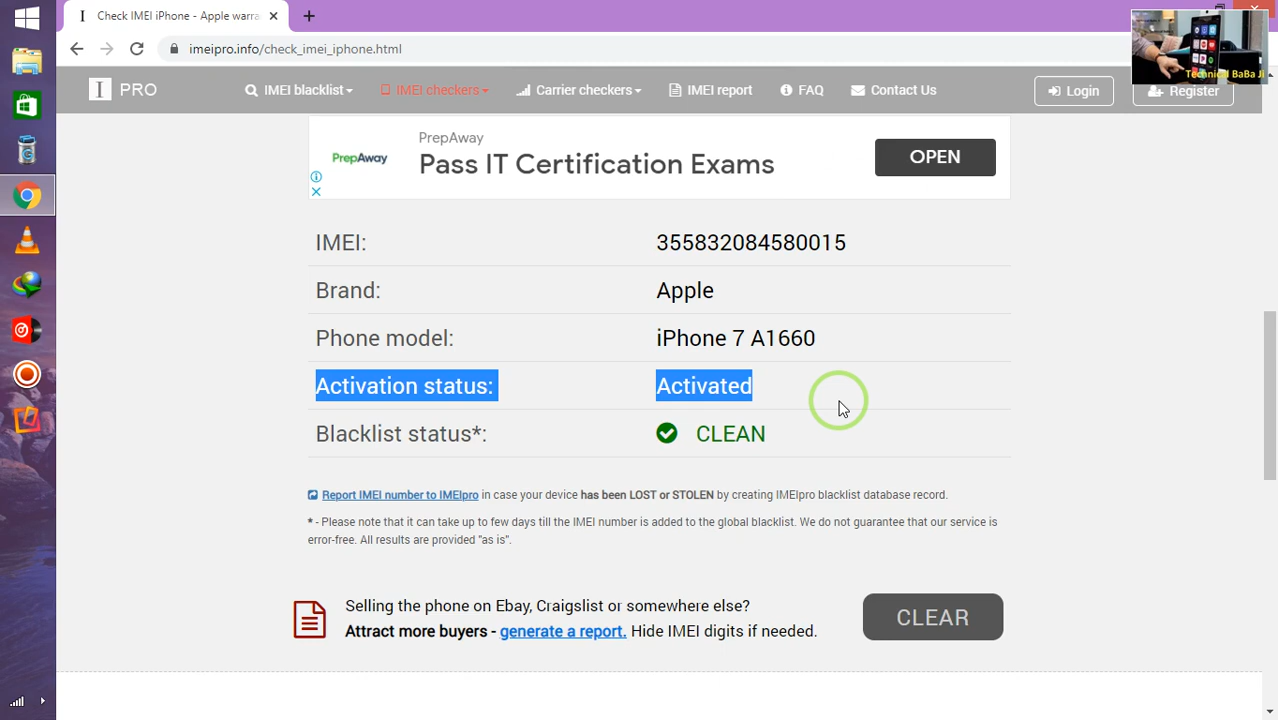 Check IMEI iPhone - Apple warra
imeipro.info/check_imei_iphone.html
Technical BaBa Ji
I PRO
IMEI blacklist
IMEI checkers
Carrier checkers
IMEI report
FAQ
Contact Us
Login
Register
PrepAway
PrepAway
Pass IT Certification Exams
OPEN
IMEI: 355832084580015
Brand: Apple
Phone model: iPhone 7 A1660
Activation status: Activated
Blacklist status*: CLEAN
Report IMEI number to IMEIpro in case your device has been LOST or STOLEN by creating IMEIpro blacklist database record.
* - Please note that it can take up to few days till the IMEI number is added to the global blacklist. We do not guarantee that our service is
error-free. All results are provided "as is".
Selling the phone on Ebay, Craigslist or somewhere else?
Attract more buyers - generate a report. Hide IMEI digits if needed.
CLEAR